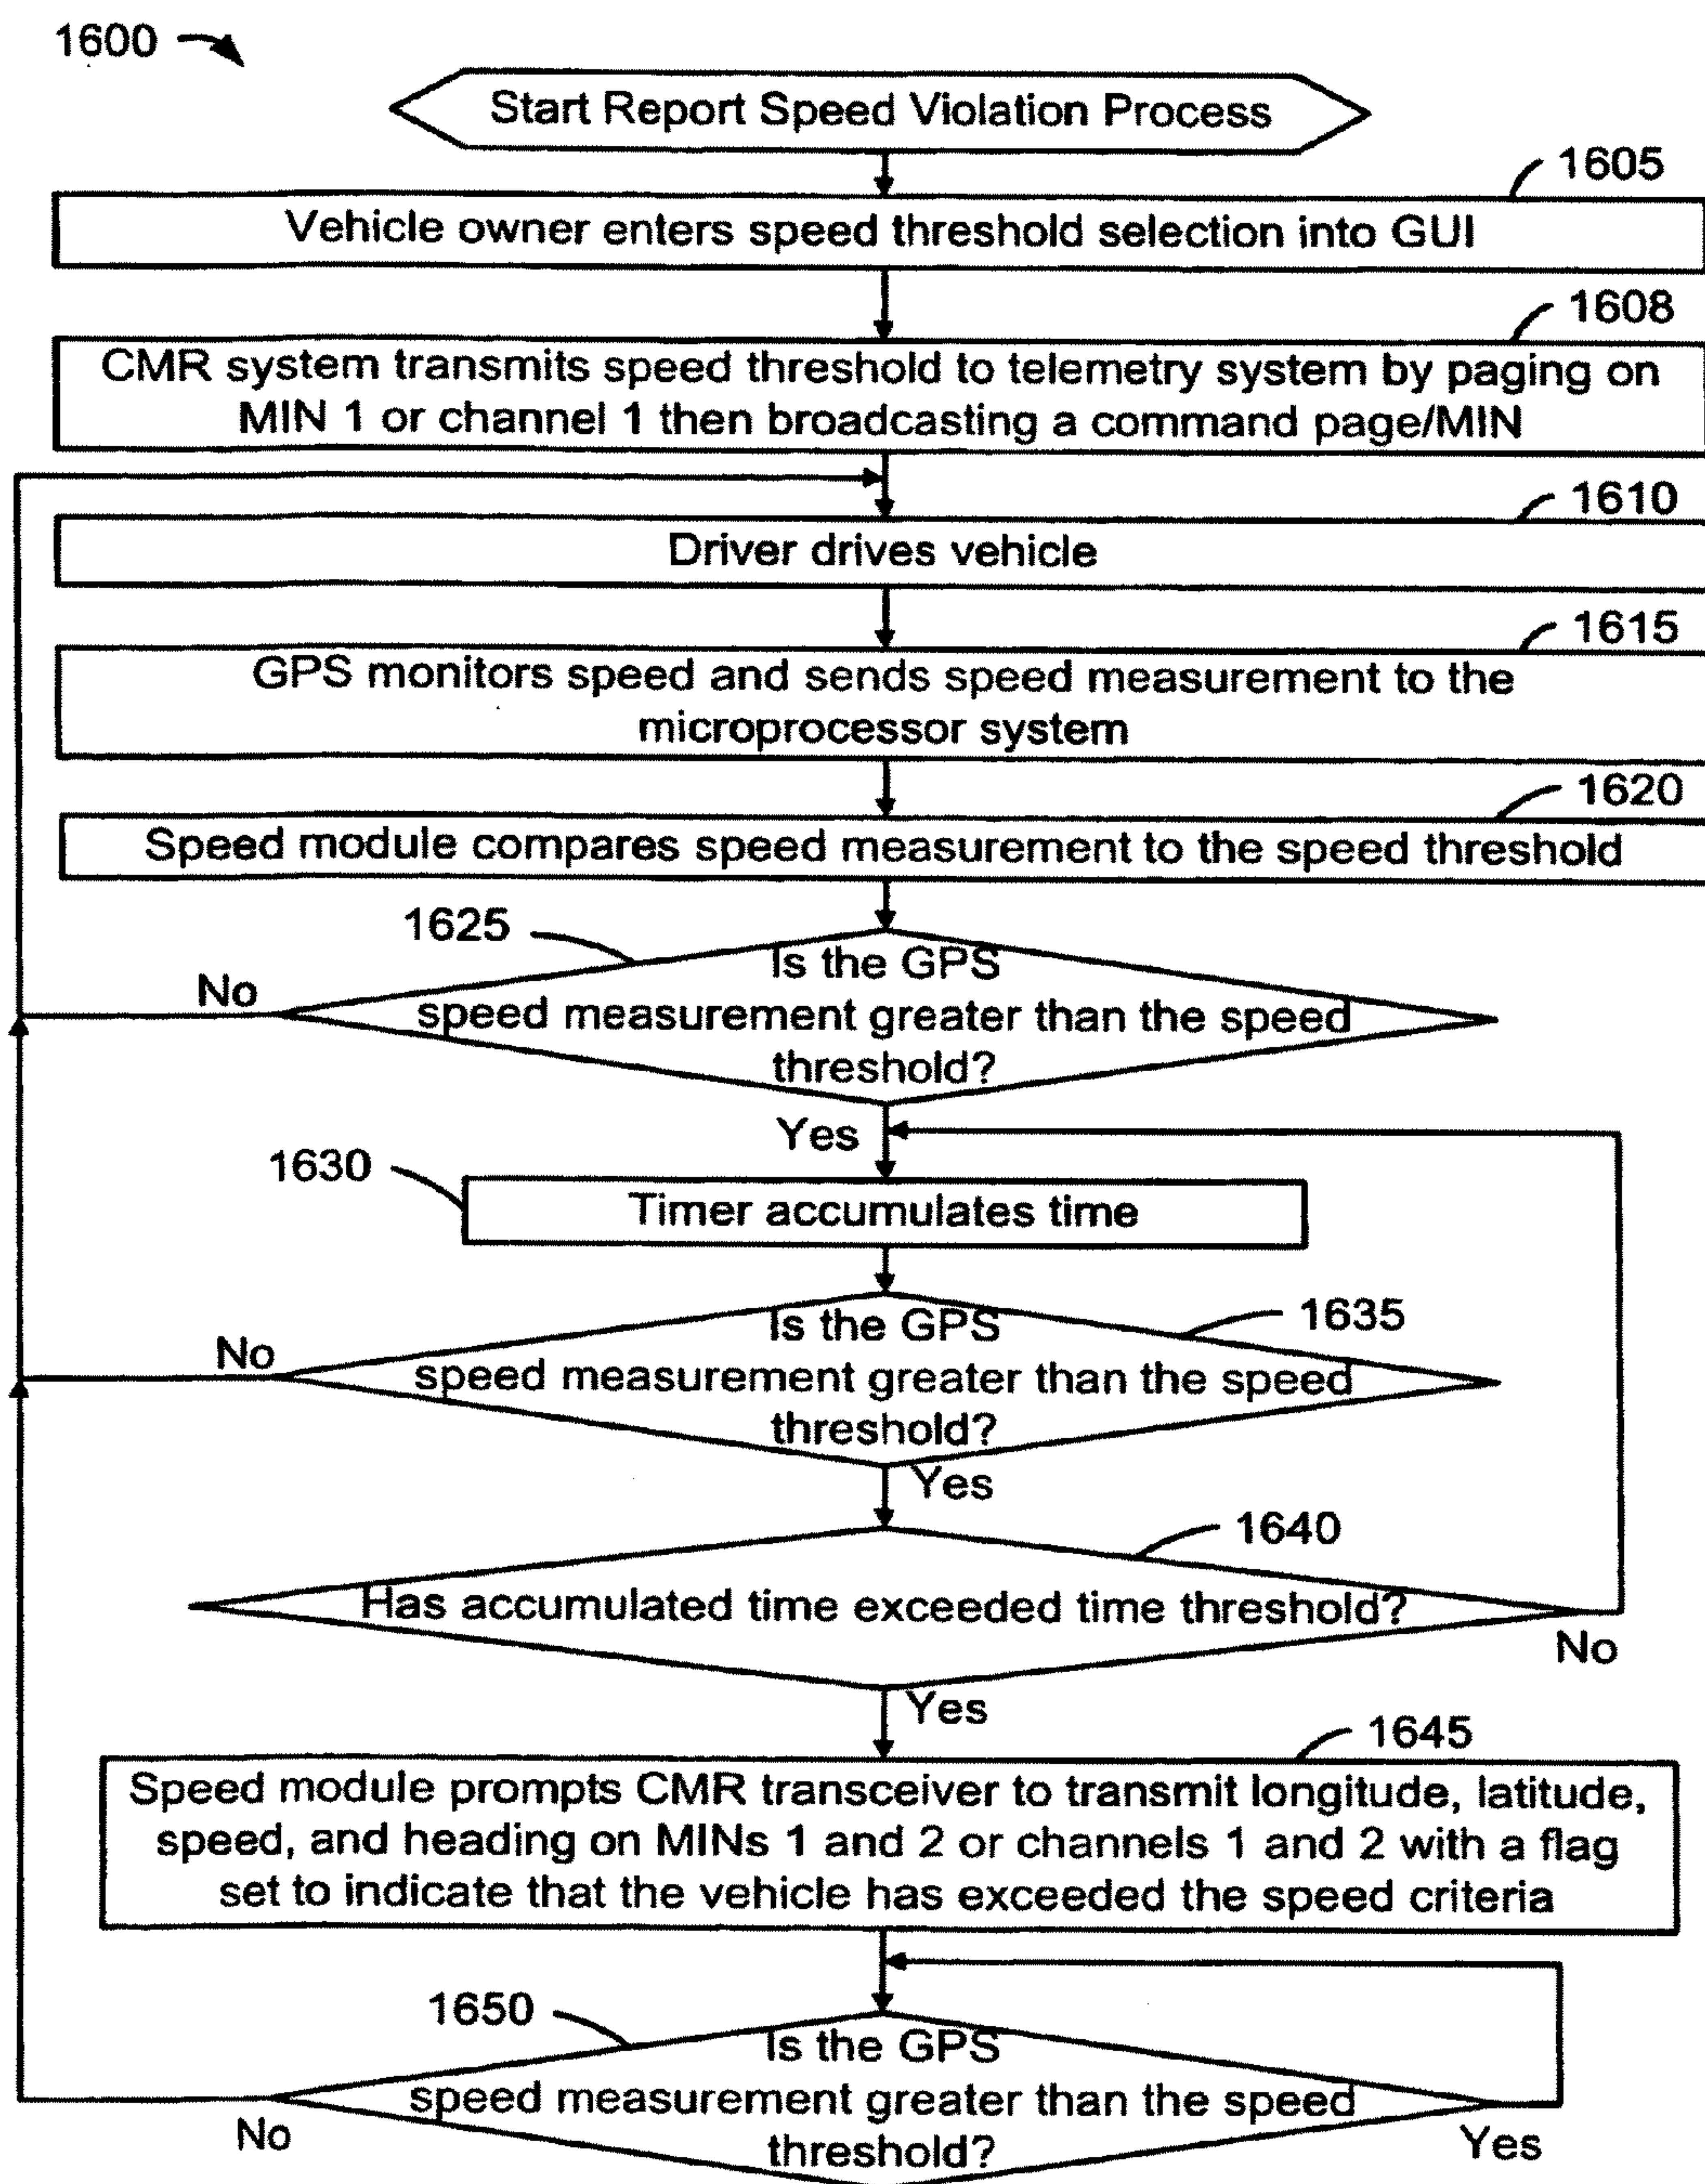 1600
Start Report Speed Violation Process
1605
Vehicle owner enters speed threshold selection into GUI
1608
CMR system transmits speed threshold to telemetry system by paging on
MIN 1 or channel 1 then broadcasting a command page/MIN
1610
Driver drives vehicle
1615
GPS monitors speed and sends speed measurement to the
microprocessor system
1620
Speed module compares speed measurement to the speed threshold
1625
Is the GPS
No
speed measurement greater than the speed
threshold?
Yes
1630
Timer accumulates time
1635
Is the GPS
No
speed measurement greater than the speed
threshold?
Yes
1640
Has accumulated time exceeded time threshold?
No
Yes
1645
Speed module prompts CMR transceiver to transmit longitude, latitude,
speed, and heading on MINs 1 and 2 or channels 1 and 2 with a flag
set to indicate that the vehicle has exceeded the speed criteria
1650
Is the GPS
speed measurement greater than the speed
No
Yes
threshold?